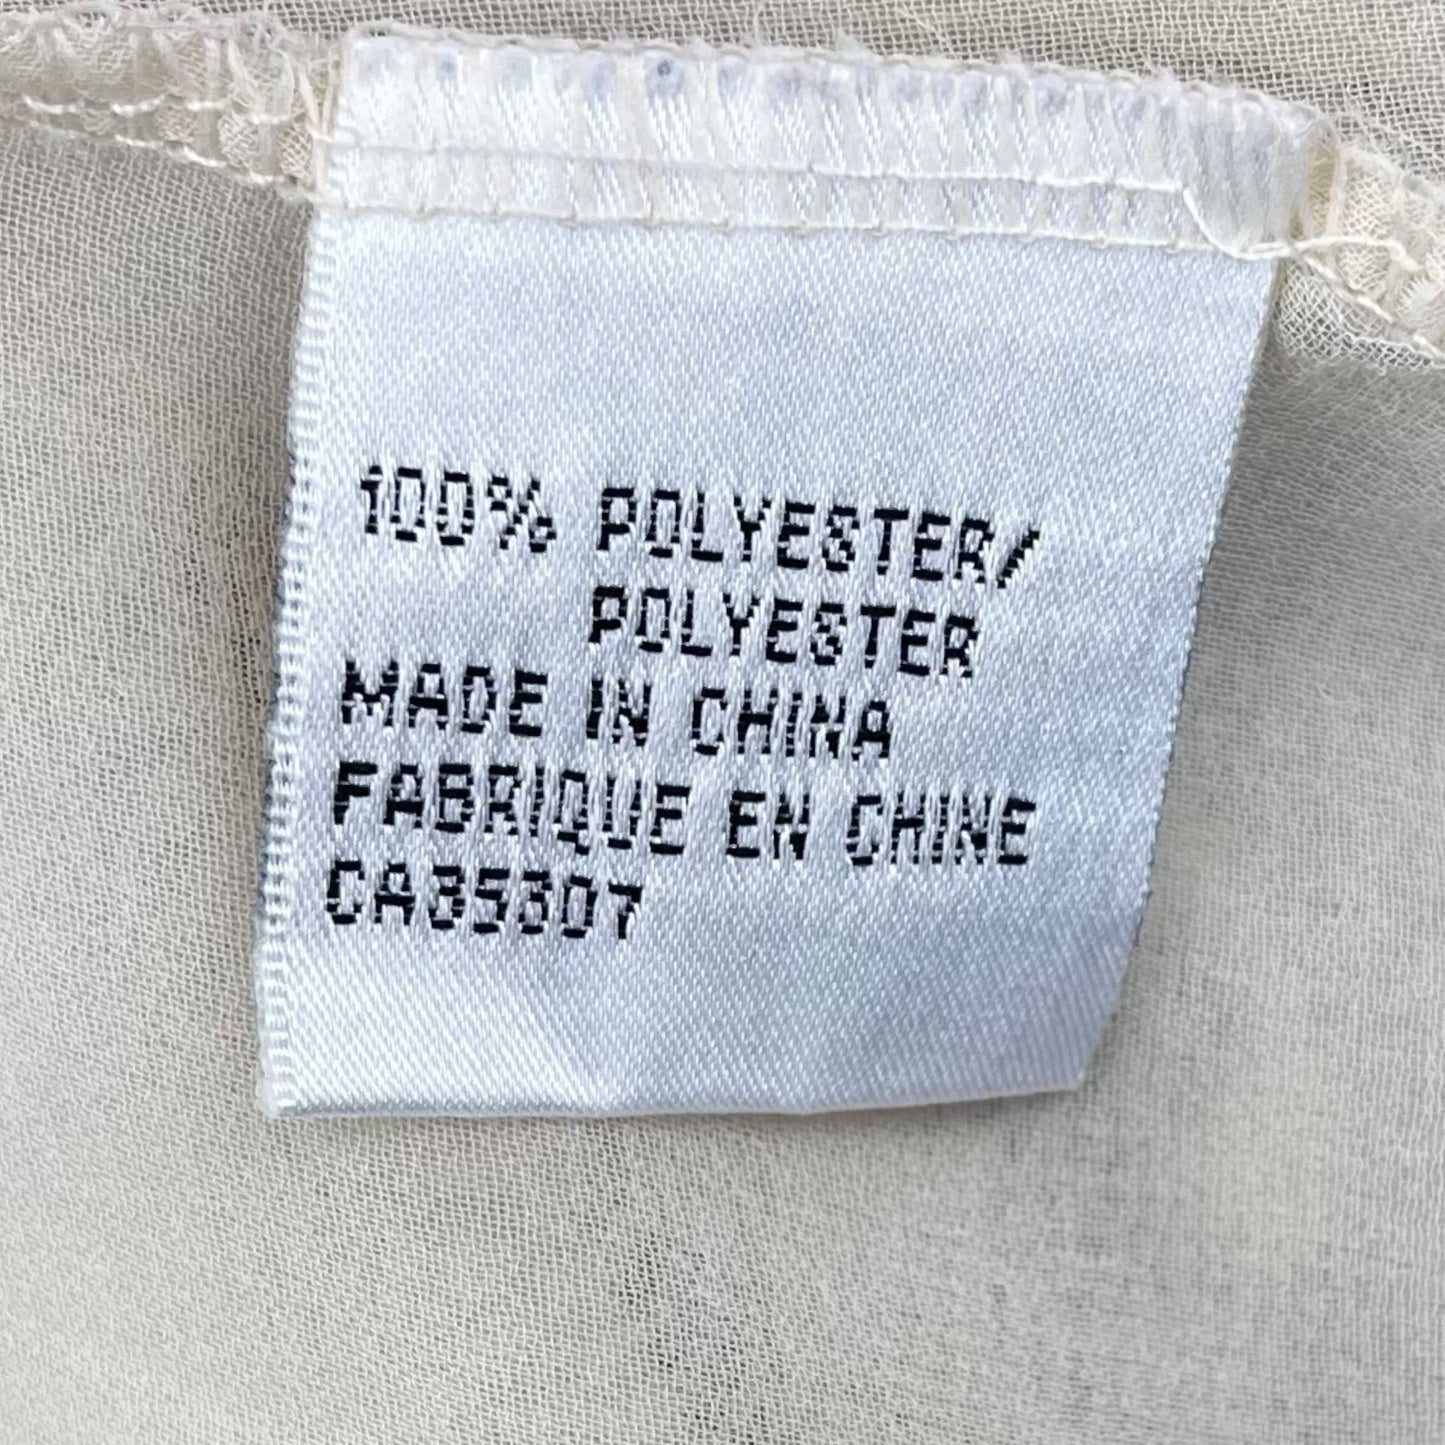 100% POLYESTER/
POLYESTER
MADE IN CHINA
FABRIQUE EN CHINE
CA35307